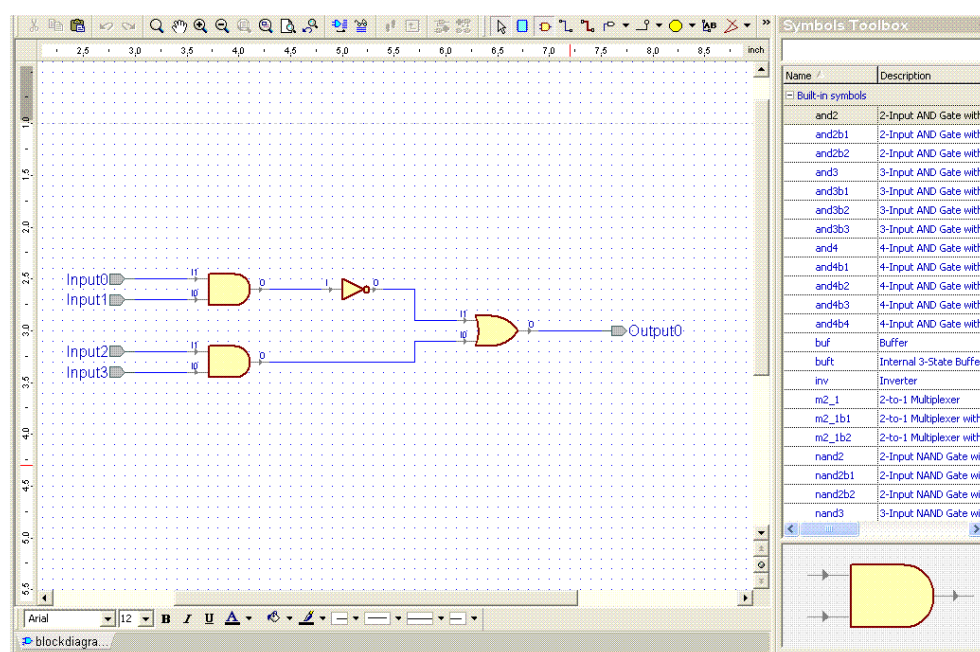 Symbols Toolbox
2,5 3,0 3,5 4,0 4,5 5,0 5,5 6,0 6,5 7,0 8,0 8,5 inch
Name Description
Built-in symbols
and2 2-Input AND Gate with
and2b1 2-Input AND Gate with
and2b2 2-Input AND Gate with
and3 3-Input AND Gate with
and3b1 3-Input AND Gate with
and3b2 3-Input AND Gate with
and3b3 3-Input AND Gate with
and4 4-Input AND Gate with
and4b1 4-Input AND Gate with
and4b2 4-Input AND Gate with
and4b3 4-Input AND Gate with
and4b4 4-Input AND Gate with
buf Buffer
buft Internal 3-State Buffe
inv Inverter
m2_1 2-to-1 Multiplexer
m2_1b1 2-to-1 Multiplexer with
m2_1b2 2-to-1 Multiplexer with
nand2 2-Input NAND Gate wi
nand2b1 2-Input NAND Gate wi
nand2b2 2-Input NAND Gate wi
nand3 3-Input NAND Gate wi
1,0
1,5
2,0
2,5
3,0
3,5
4,0
4,5
5,0
5,5
Input0 I1 O I O
Input1 I0
I1 O Output0
I0
Input2 I1 O
Input3 I0
Arial 12 B I U A
blockdiagra...